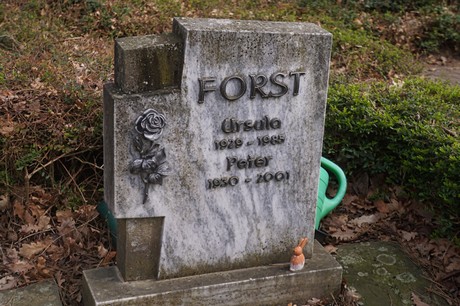 FORST
Ursula
1929 - 1985
Peter
1930 - 2001